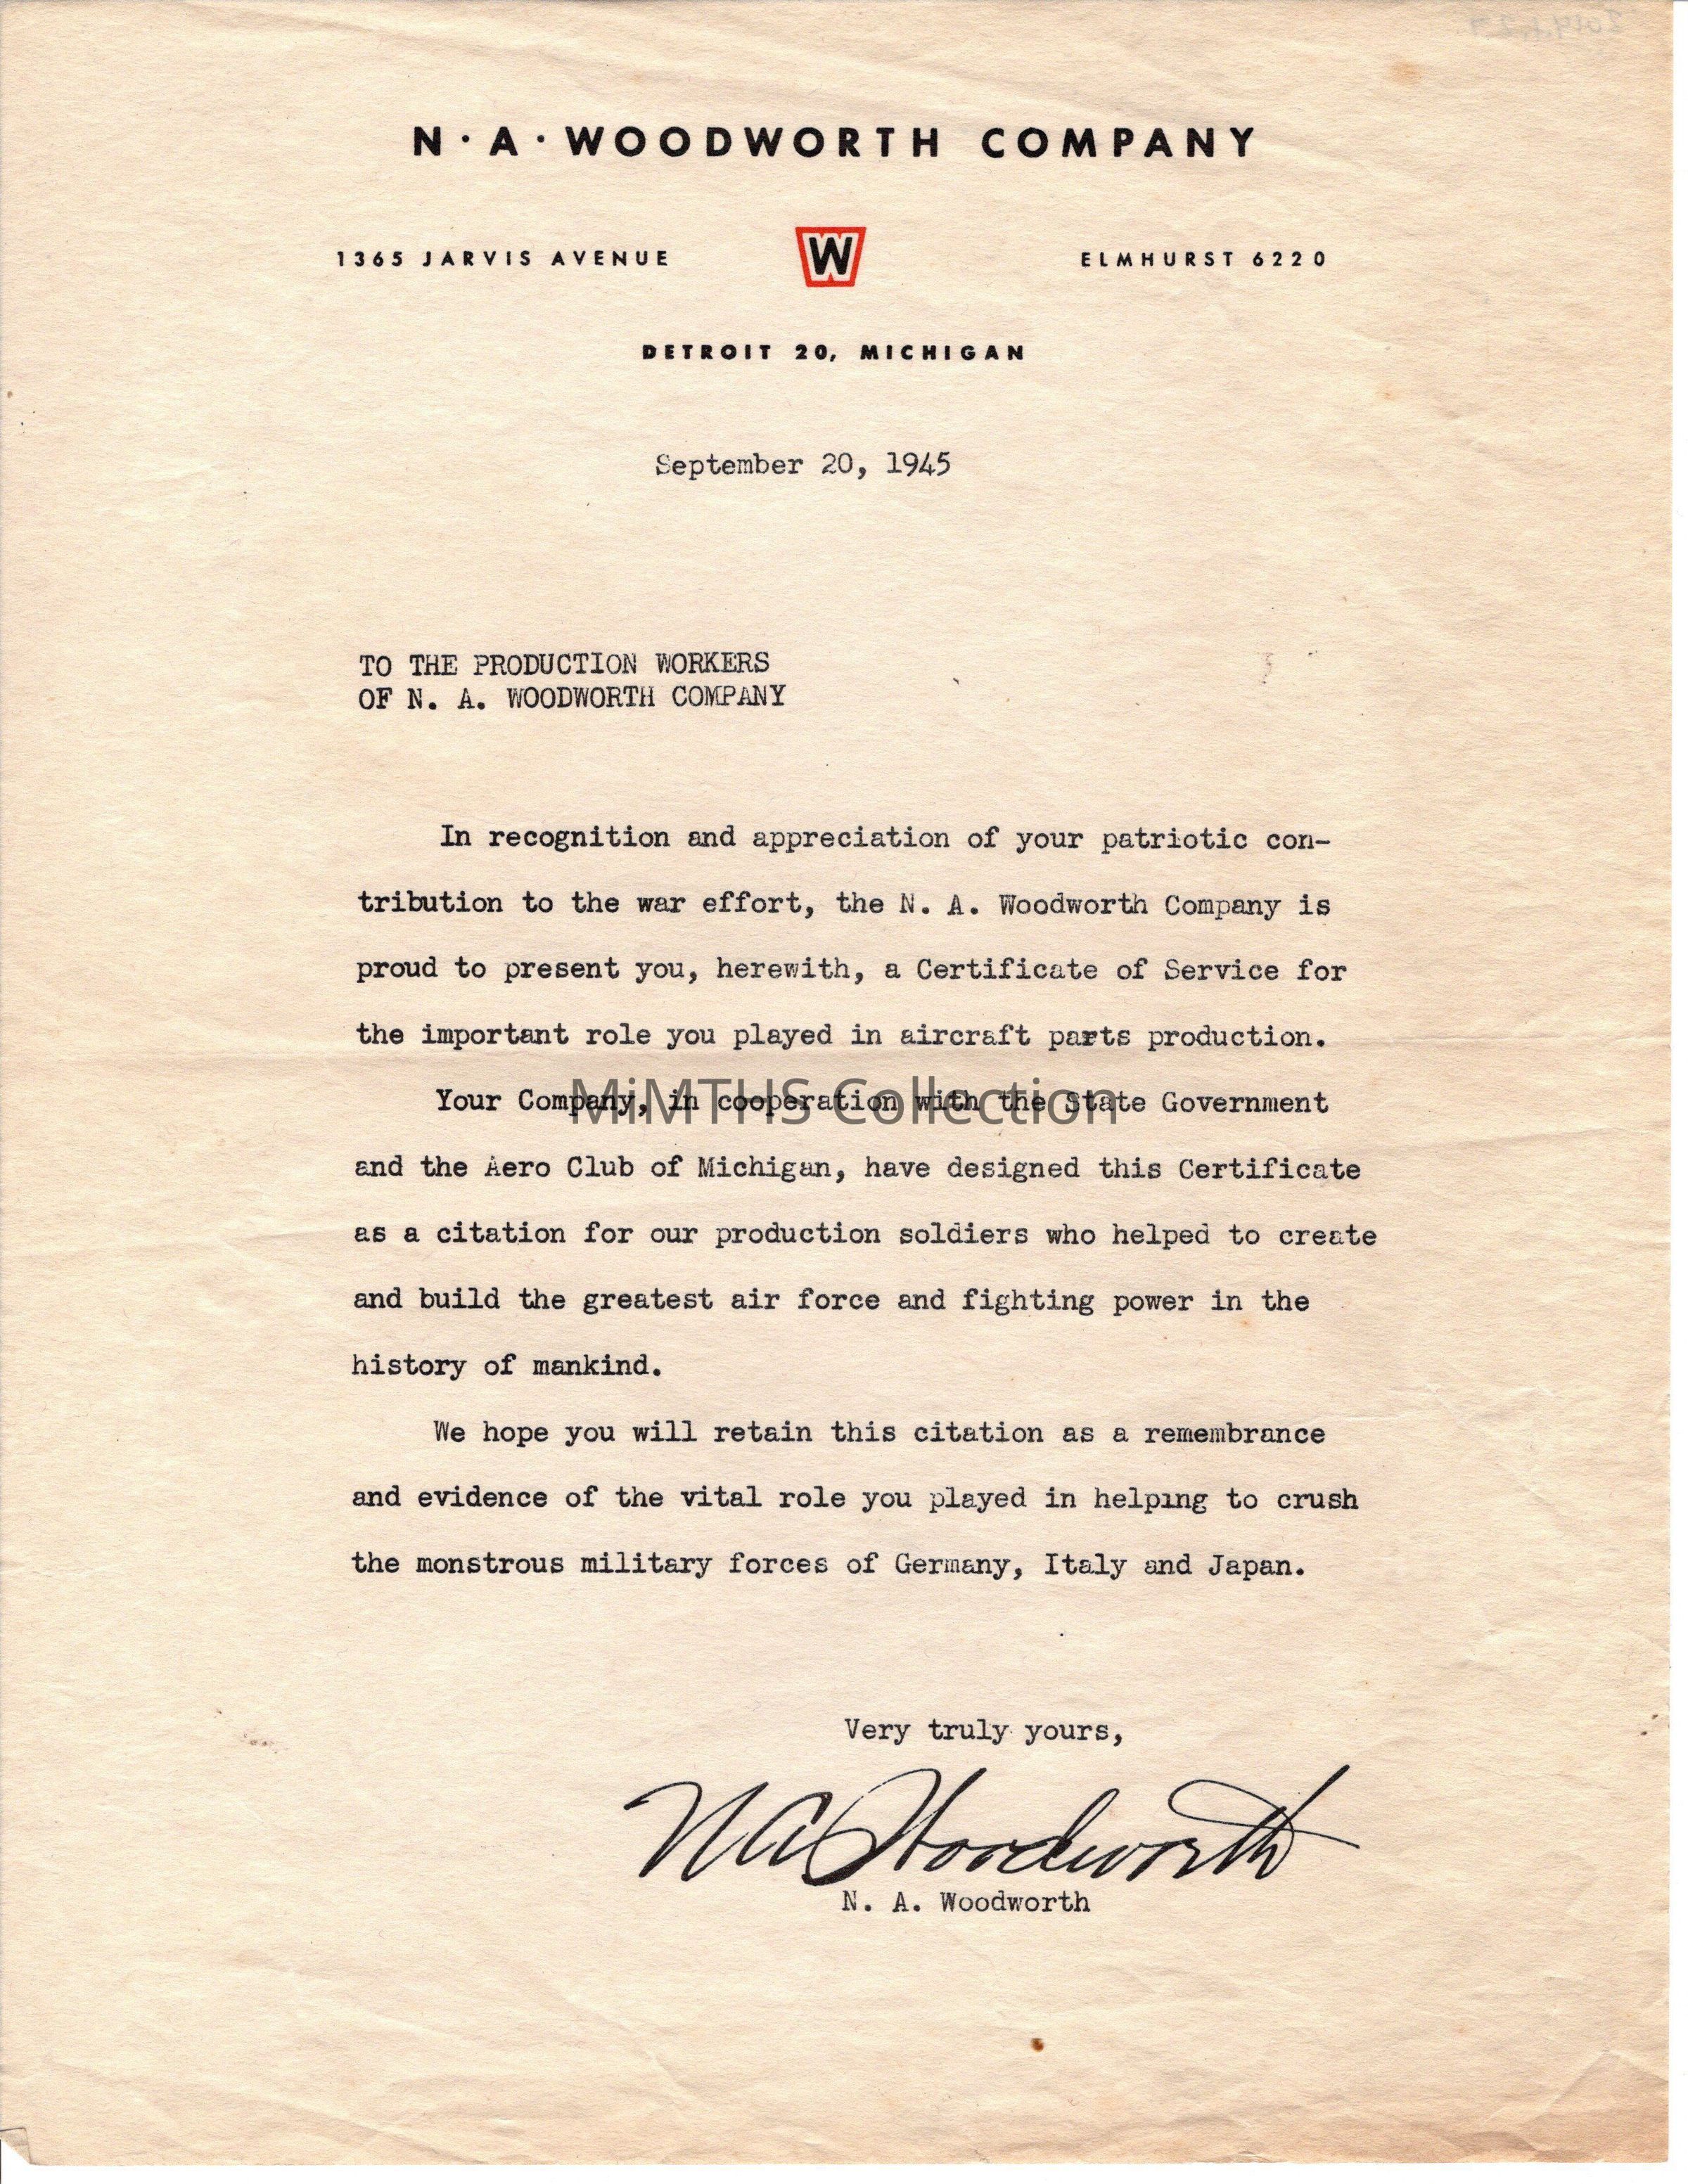 N·A·WOODWORTH COMPANY
1365 JARVIS AVENUE
W
ELMHURST 6220
DETROIT 20, MICHIGAN
September 20, 1945
TO THE PRODUCTION WORKERS
OF N. A. WOODWORTH COMPANY
In recognition and appreciation of your patriotic con-
tribution to the war effort, the N. A. Woodworth Company is
proud to present you, herewith, a Certificate of Service for
the important role you played in aircraft parts production.
Your Company, in cooperation with the State Government
MiMTHS Collection
and the Aero Club of Michigan, have designed this Certificate
as a citation for our production soldiers who helped to create
and build the greatest air force and fighting power in the
history of mankind.
We hope you will retain this citation as a remembrance
and evidence of the vital role you played in helping to crush
the monstrous military forces of Germany, Italy and Japan.
Very truly yours,
N A Woodworth
N. A. Woodworth